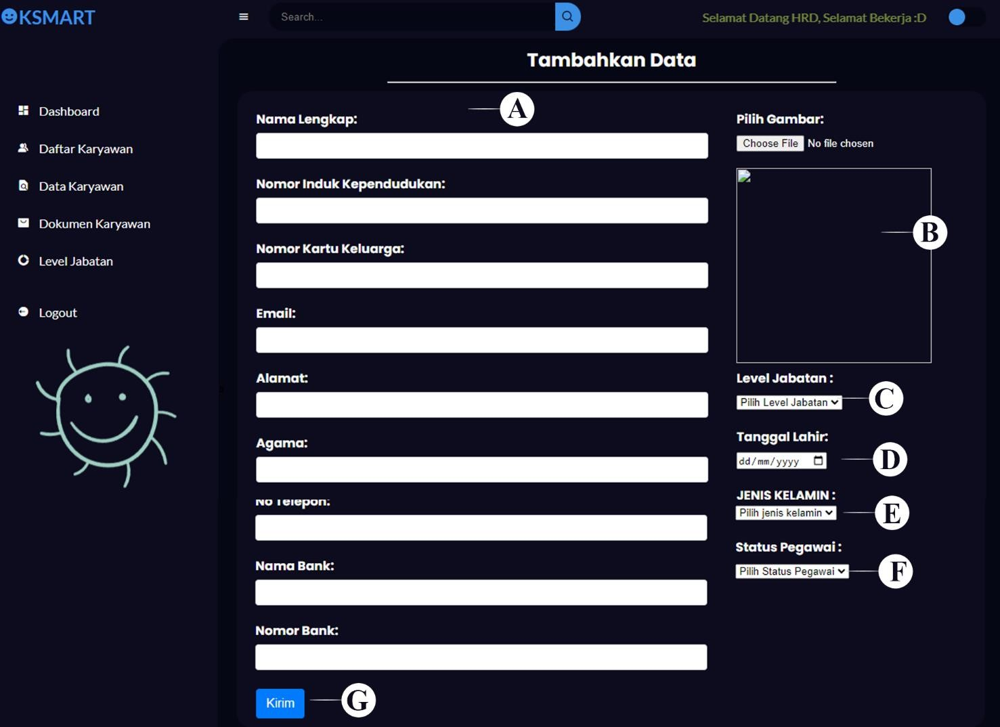 KSMART
Search...
Selamat Datang HRD, Selamat Bekerja :D
Dashboard
Daftar Karyawan
Data Karyawan
Dokumen Karyawan
Level Jabatan
Logout
Tambahkan Data
A
Nama Lengkap:
Nomor Induk Kependudukan:
Nomor Kartu Keluarga:
Email:
Alamat:
Agama:
No Telepon:
Nama Bank:
Nomor Bank:
Kirim
G
Pilih Gambar:
Choose File No file chosen
B
Level Jabatan :
Pilih Level Jabatan
C
Tanggal Lahir:
dd/mm/yyyy
D
JENIS KELAMIN :
Pilih jenis kelamin
E
Status Pegawai :
Pilih Status Pegawai
F